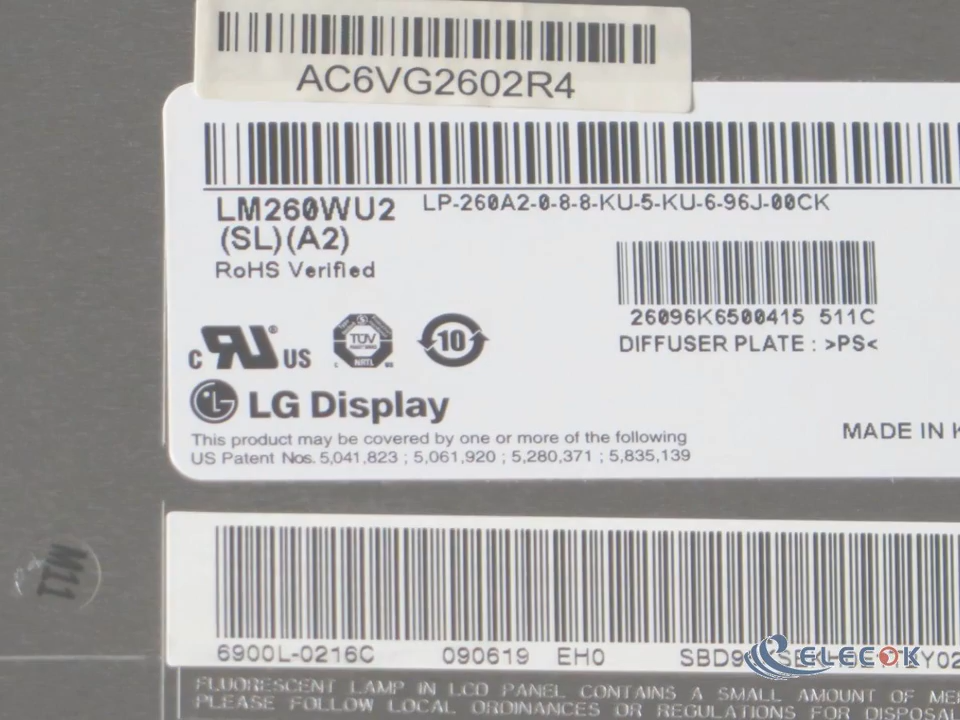 AC6VG2602R4
LM260WU2 LP-260A2-0-8-8-KU-5-KU-6-96J-00CK
(SL)(A2)
RoHS Verified
26096K6500415 511C
DIFFUSER PLATE : >PS<
C UR US TÜV NRTL 10
LG Display
This product may be covered by one or more of the following
US Patent Nos. 5,041,823 ; 5,061,920 ; 5,280,371 ; 5,835,139
MADE IN K
M11
6900L-0216C 090619 EH0
ELECOK
FLUORESCENT LAMP IN LCD PANEL CONTAINS A SMALL AMOUNT OF ME
PLEASE FOLLOW LOCAL ORDINANCES OR REGULATIONS FOR DISPOSAL